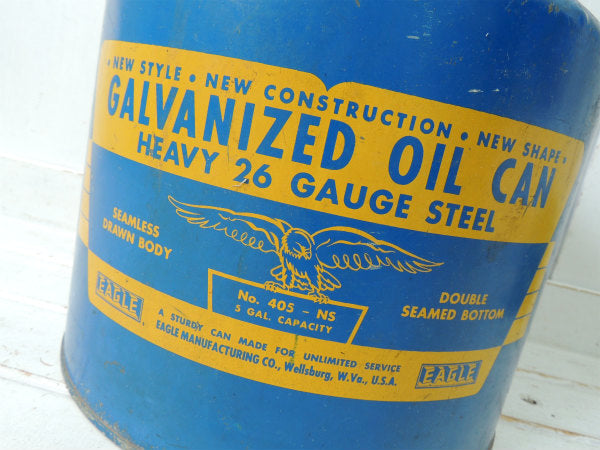 • NEW STYLE • NEW CONSTRUCTION • NEW SHAPE •
GALVANIZED OIL CAN
HEAVY 26 GAUGE STEEL
SEAMLESS
DRAWN BODY
No. 405 - NS
5 GAL. CAPACITY
DOUBLE
SEAMED BOTTOM
EAGLE
A STURDY CAN MADE FOR UNLIMITED SERVICE
EAGLE MANUFACTURING CO., Wellsburg, W.Va., U.S.A.
EAGLE